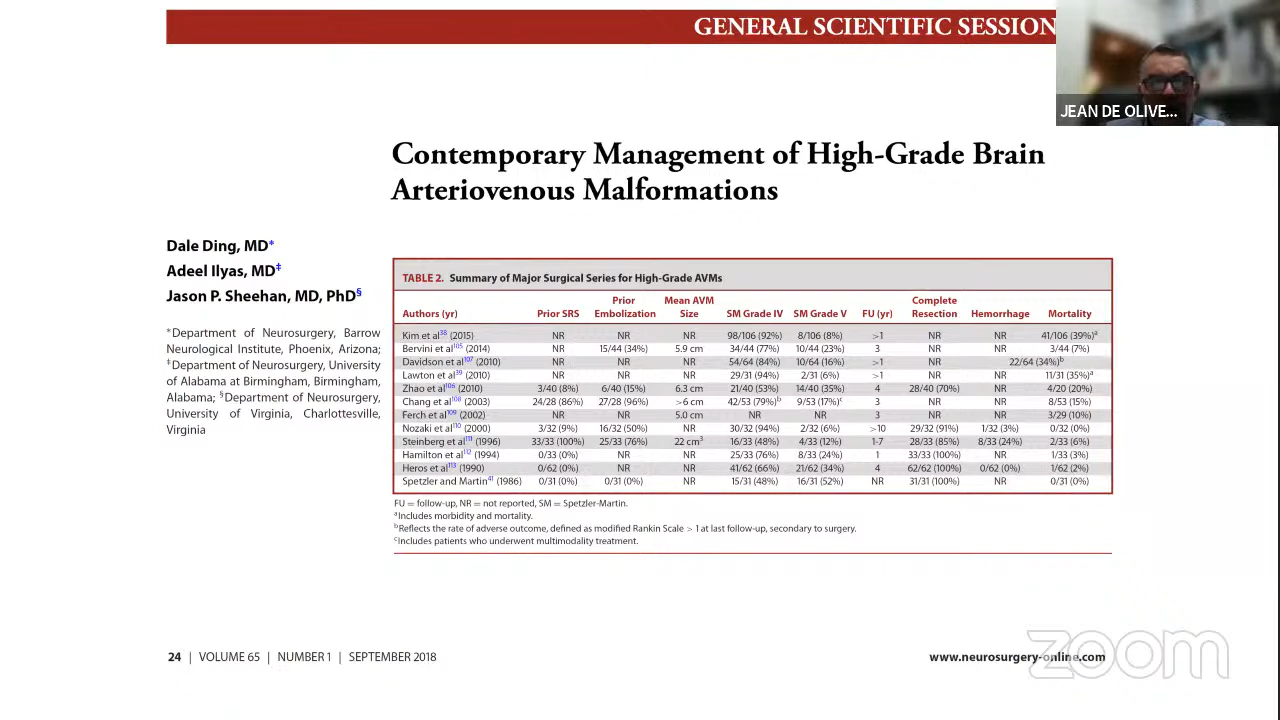 GENERAL SCIENTIFIC SESSION
JEAN DE OLIVE...
Contemporary Management of High-Grade Brain
Arteriovenous Malformations
Dale Ding, MD*
Adeel Ilyas, MD‡
Jason P. Sheehan, MD, PhD§
*Department of Neurosurgery, Barrow
Neurological Institute, Phoenix, Arizona;
‡Department of Neurosurgery, University
of Alabama at Birmingham, Birmingham,
Alabama; §Department of Neurosurgery,
University of Virginia, Charlottesville,
Virginia
TABLE 2. Summary of Major Surgical Series for High-Grade AVMs
Prior Mean AVM Complete
Authors (yr) Prior SRS Embolization Size SM Grade IV SM Grade V FU (yr) Resection Hemorrhage Mortality
Kim et al38 (2015) NR NR NR 98/106 (92%) 8/106 (8%) >1 NR NR 41/106 (39%)a
Bervini et al105 (2014) NR 15/44 (34%) 5.9 cm 34/44 (77%) 10/44 (23%) 3 NR NR 3/44 (7%)
Davidson et al107 (2010) NR NR NR 54/64 (84%) 10/64 (16%) >1 NR 22/64 (34%)b
Lawton et al39 (2010) NR NR NR 29/31 (94%) 2/31 (6%) >1 NR NR 11/31 (35%)a
Zhao et al106 (2010) 3/40 (8%) 6/40 (15%) 6.3 cm 21/40 (53%) 14/40 (35%) 4 28/40 (70%) NR 4/20 (20%)
Chang et al108 (2003) 24/28 (86%) 27/28 (96%) >6 cm 42/53 (79%)b 9/53 (17%)c 3 NR NR 8/53 (15%)
Ferch et al109 (2002) NR NR 5.0 cm NR NR 3 NR NR 3/29 (10%)
Nozaki et al110 (2000) 3/32 (9%) 16/32 (50%) NR 30/32 (94%) 2/32 (6%) >10 29/32 (91%) 1/32 (3%) 0/32 (0%)
Steinberg et al111 (1996) 33/33 (100%) 25/33 (76%) 22 cm3 16/33 (48%) 4/33 (12%) 1-7 28/33 (85%) 8/33 (24%) 2/33 (6%)
Hamilton et al112 (1994) 0/33 (0%) NR NR 25/33 (76%) 8/33 (24%) 1 33/33 (100%) NR 1/33 (3%)
Heros et al113 (1990) 0/62 (0%) NR NR 41/62 (66%) 21/62 (34%) 4 62/62 (100%) 0/62 (0%) 1/62 (2%)
Spetzler and Martin41 (1986) 0/31 (0%) 0/31 (0%) NR 15/31 (48%) 16/31 (52%) NR 31/31 (100%) NR 0/31 (0%)
FU = follow-up, NR = not reported, SM = Spetzler-Martin.
aIncludes morbidity and mortality.
bReflects the rate of adverse outcome, defined as modified Rankin Scale > 1 at last follow-up, secondary to surgery.
cIncludes patients who underwent multimodality treatment.
24 | VOLUME 65 | NUMBER 1 | SEPTEMBER 2018
www.neurosurgery-online.com
zoom